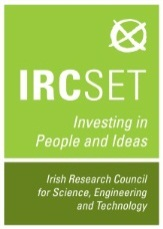 IRCSET
Investing in
People and Ideas
Irish Research Council
for Science, Engineering
and Technology